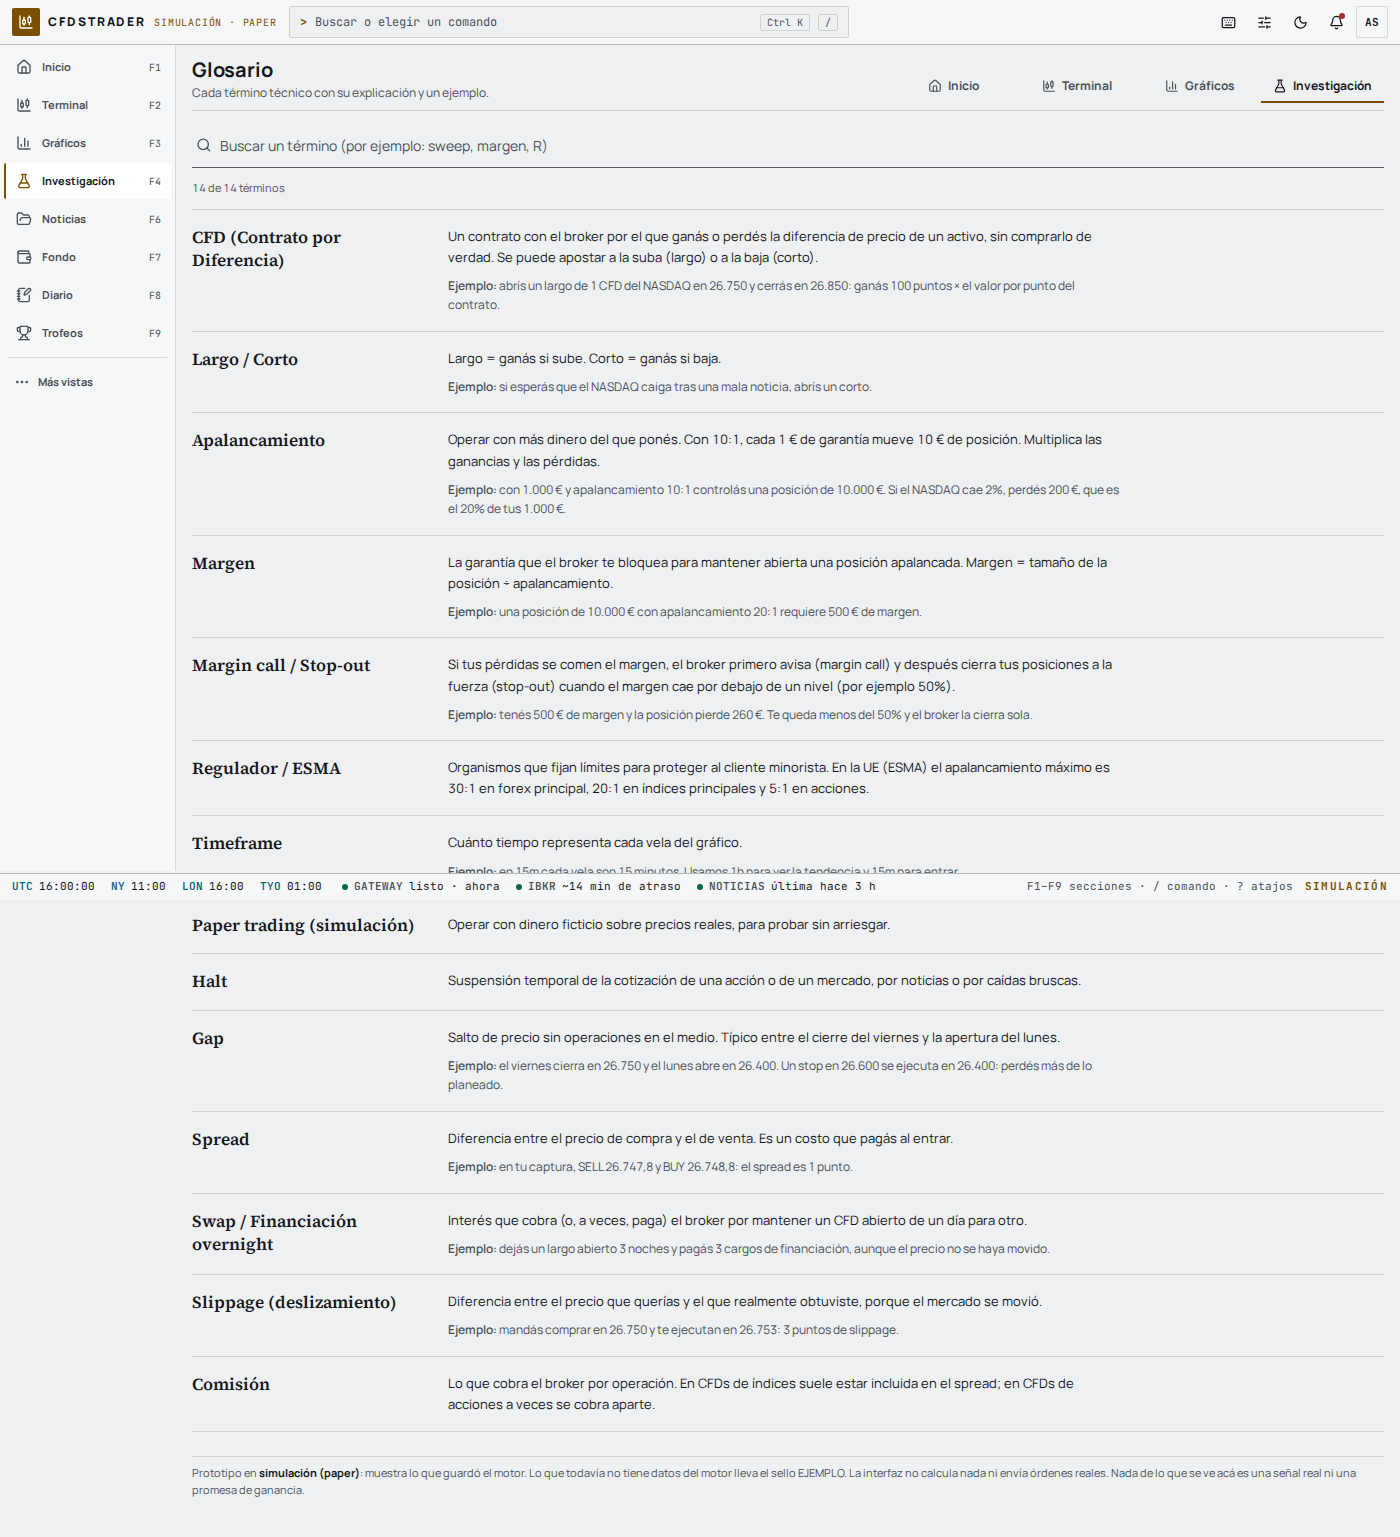 CFDSTRADER SIMULACIÓN · PAPER
> Buscar o elegir un comando Ctrl K /
AS
Inicio F1
Terminal F2
Gráficos F3
Investigación F4
Noticias F6
Fondo F7
Diario F8
Trofeos F9
Más vistas
Glosario
Cada término técnico con su explicación y un ejemplo.
Inicio Terminal Gráficos Investigación
Buscar un término (por ejemplo: sweep, margen, R)
14 de 14 términos
CFD (Contrato por
Diferencia)
Un contrato con el broker por el que ganás o perdés la diferencia de precio de un activo, sin comprarlo de
verdad. Se puede apostar a la suba (largo) o a la baja (corto).
Ejemplo: abrís un largo de 1 CFD del NASDAQ en 26.750 y cerrás en 26.850: ganás 100 puntos × el valor por punto del
contrato.
Largo / Corto
Largo = ganás si sube. Corto = ganás si baja.
Ejemplo: si esperás que el NASDAQ caiga tras una mala noticia, abrís un corto.
Apalancamiento
Operar con más dinero del que ponés. Con 10:1, cada 1 € de garantía mueve 10 € de posición. Multiplica las
ganancias y las pérdidas.
Ejemplo: con 1.000 € y apalancamiento 10:1 controlás una posición de 10.000 €. Si el NASDAQ cae 2%, perdés 200 €, que es
el 20% de tus 1.000 €.
Margen
La garantía que el broker te bloquea para mantener abierta una posición apalancada. Margen = tamaño de la
posición ÷ apalancamiento.
Ejemplo: una posición de 10.000 € con apalancamiento 20:1 requiere 500 € de margen.
Margin call / Stop-out
Si tus pérdidas se comen el margen, el broker primero avisa (margin call) y después cierra tus posiciones a la
fuerza (stop-out) cuando el margen cae por debajo de un nivel (por ejemplo 50%).
Ejemplo: tenés 500 € de margen y la posición pierde 260 €. Te queda menos del 50% y el broker la cierra sola.
Regulador / ESMA
Organismos que fijan límites para proteger al cliente minorista. En la UE (ESMA) el apalancamiento máximo es
30:1 en forex principal, 20:1 en índices principales y 5:1 en acciones.
Timeframe
Cuánto tiempo representa cada vela del gráfico.
Ejemplo: en 15m cada vela son 15 minutos. Usamos 1h para ver la tendencia y 15m para entrar.
UTC 16:00:00 NY 11:00 LON 16:00 TYO 01:00 GATEWAY listo · ahora IBKR ~14 min de atraso NOTICIAS última hace 3 h F1–F9 secciones · / comando · ? atajos SIMULACIÓN
Paper trading (simulación)
Operar con dinero ficticio sobre precios reales, para probar sin arriesgar.
Halt
Suspensión temporal de la cotización de una acción o de un mercado, por noticias o por caídas bruscas.
Gap
Salto de precio sin operaciones en el medio. Típico entre el cierre del viernes y la apertura del lunes.
Ejemplo: el viernes cierra en 26.750 y el lunes abre en 26.400. Un stop en 26.600 se ejecuta en 26.400: perdés más de lo
planeado.
Spread
Diferencia entre el precio de compra y el de venta. Es un costo que pagás al entrar.
Ejemplo: en tu captura, SELL 26.747,8 y BUY 26.748,8: el spread es 1 punto.
Swap / Financiación
overnight
Interés que cobra (o, a veces, paga) el broker por mantener un CFD abierto de un día para otro.
Ejemplo: dejás un largo abierto 3 noches y pagás 3 cargos de financiación, aunque el precio no se haya movido.
Slippage (deslizamiento)
Diferencia entre el precio que querías y el que realmente obtuviste, porque el mercado se movió.
Ejemplo: mandás comprar en 26.750 y te ejecutan en 26.753: 3 puntos de slippage.
Comisión
Lo que cobra el broker por operación. En CFDs de índices suele estar incluida en el spread; en CFDs de
acciones a veces se cobra aparte.
Prototipo en simulación (paper): muestra lo que guardó el motor. Lo que todavía no tiene datos del motor lleva el sello EJEMPLO. La interfaz no calcula nada ni envía órdenes reales. Nada de lo que se ve acá es una señal real ni una
promesa de ganancia.